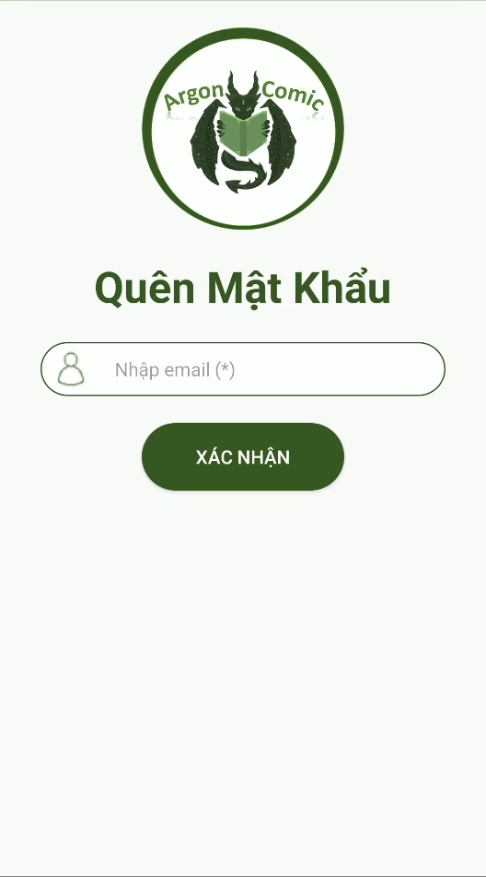 Argon Comic
Quên Mật Khẩu
Nhập email (*)
XÁC NHẬN